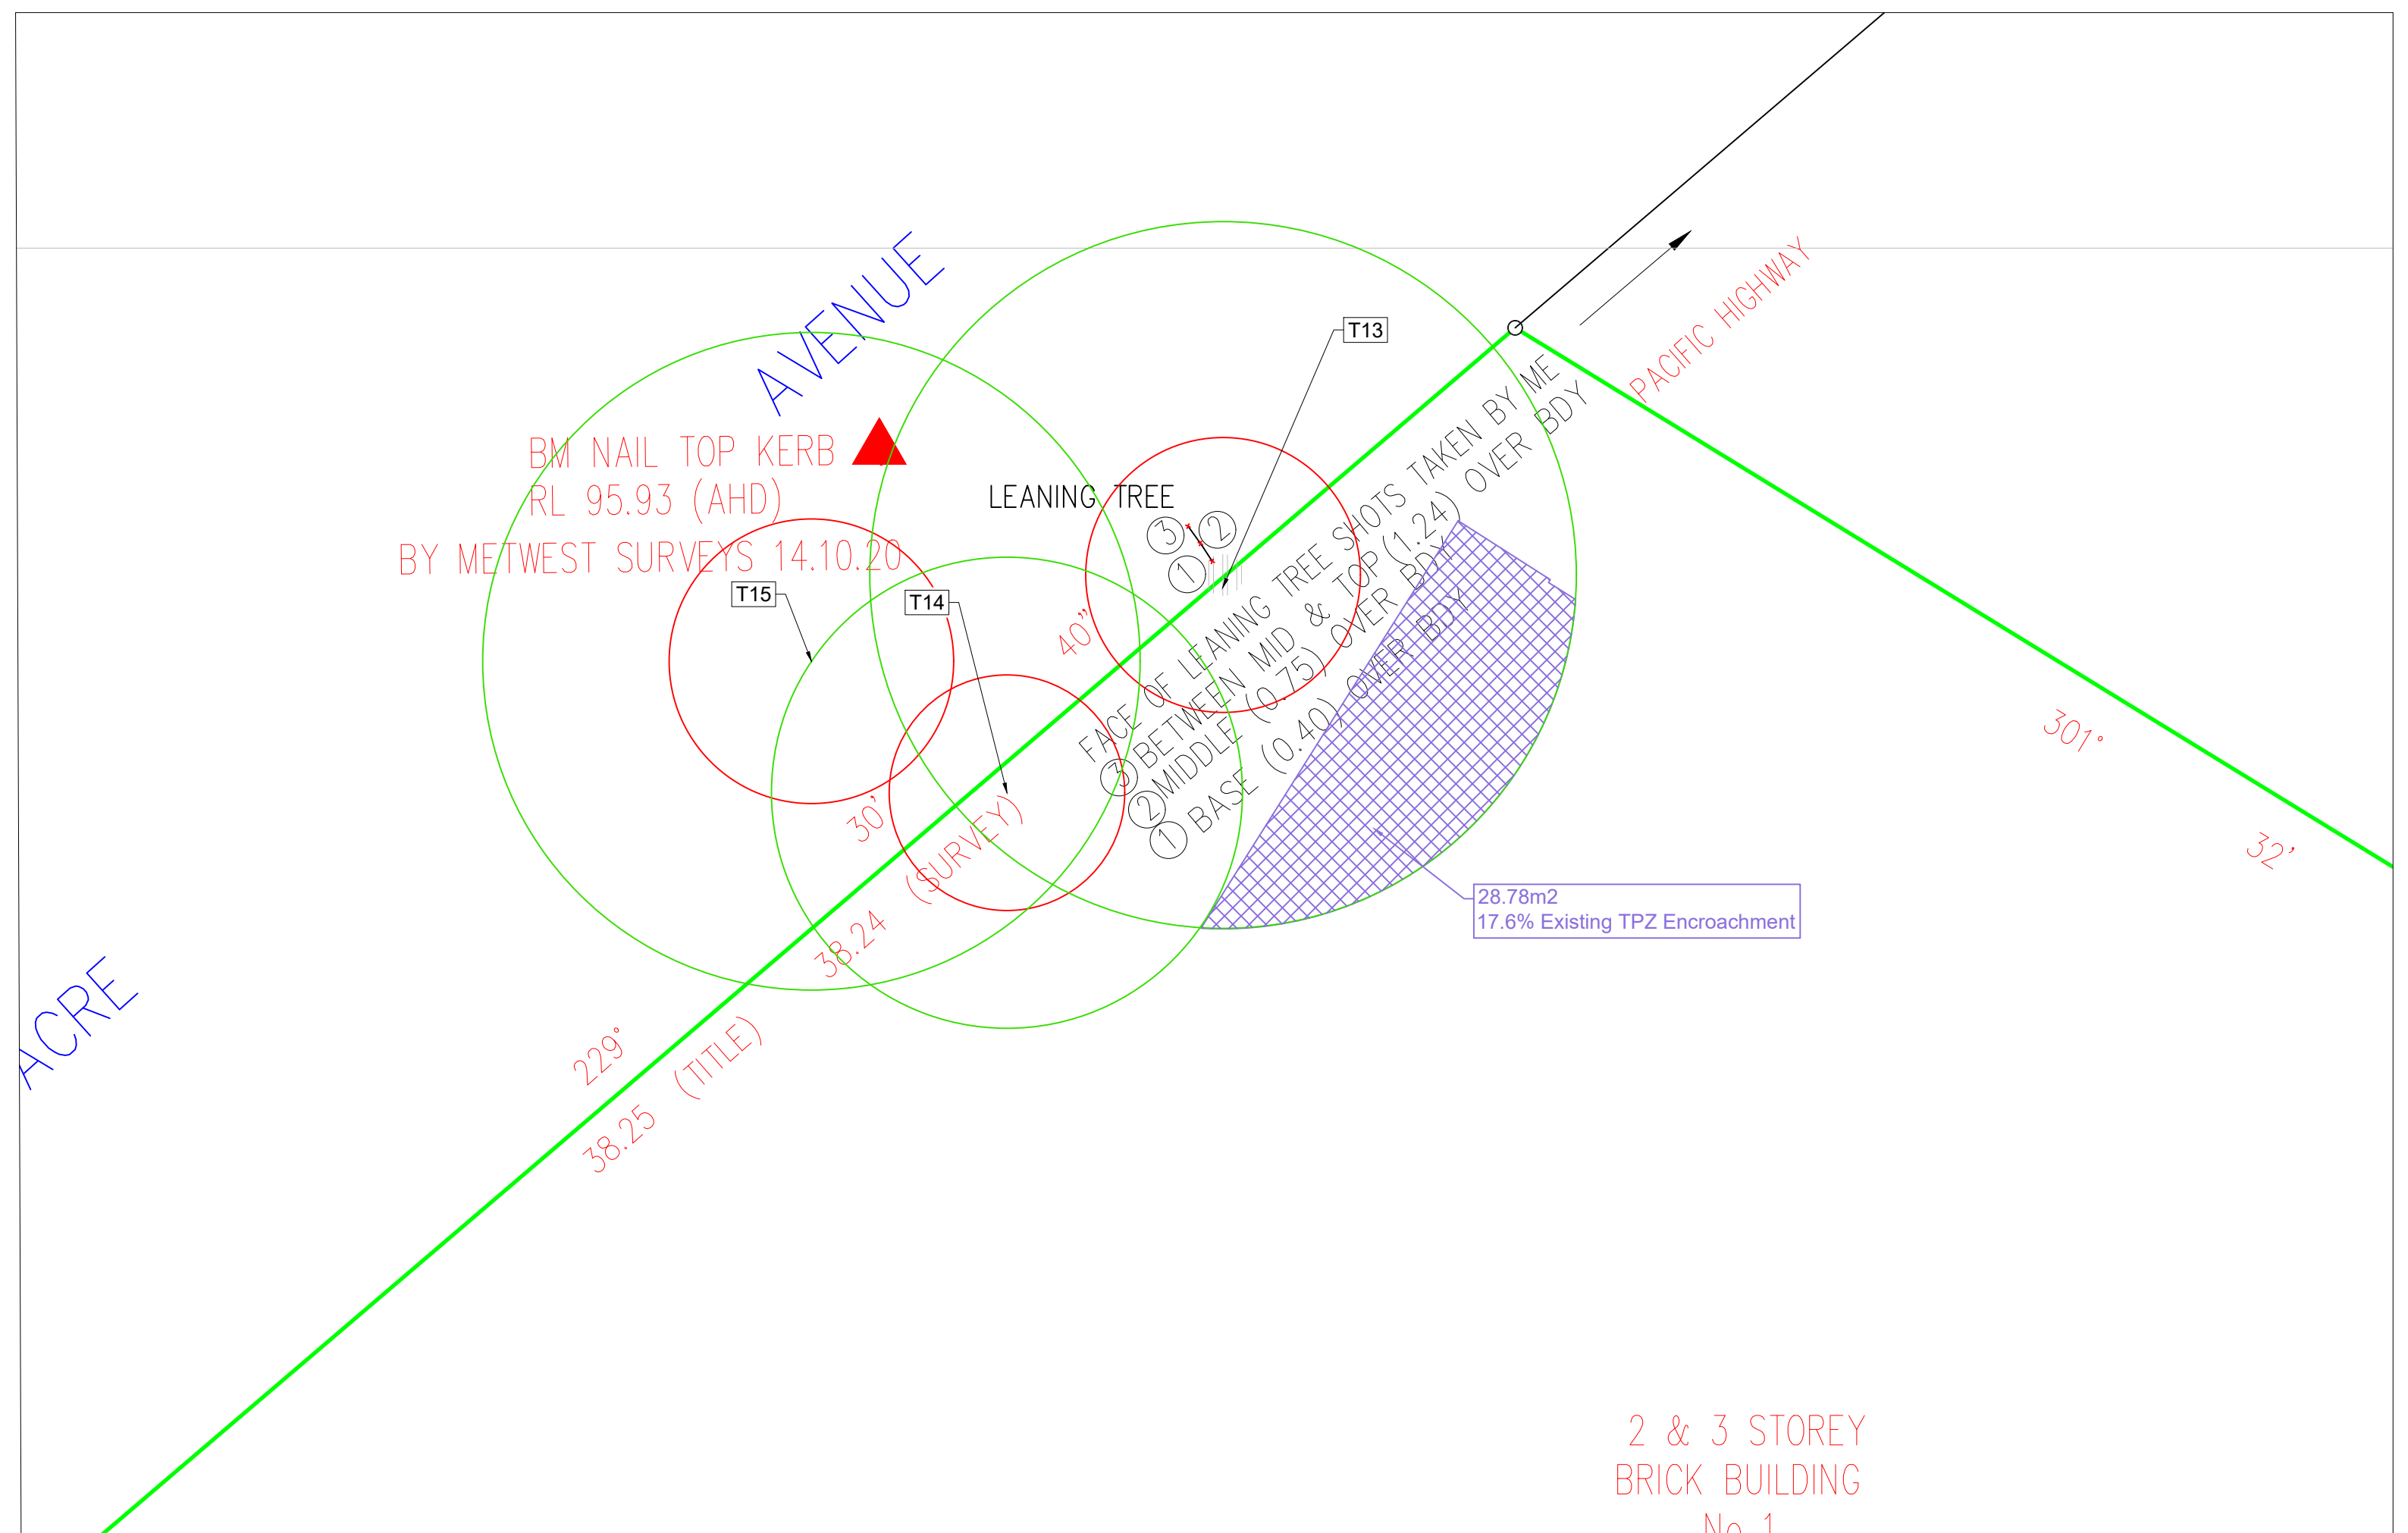 AVENUE
PACIFIC HIGHWAY
T13
BM NAIL TOP KERB
RL 95.93 (AHD)
BY METWEST SURVEYS 14.10.20
LEANING TREE
3
2
1
T15
T14
40"
30'
FACE OF LEANING TREE SHOTS TAKEN BY ME
3 BETWEEN MID & TOP (1.24) OVER BDY
2 MIDDLE (0.75) OVER BDY
1 BASE (0.40) OVER BDY
301°
32'
28.78m2
17.6% Existing TPZ Encroachment
38.24 (SURVEY)
229°
38.25 (TITLE)
ACRE
2 & 3 STOREY
BRICK BUILDING
No 1